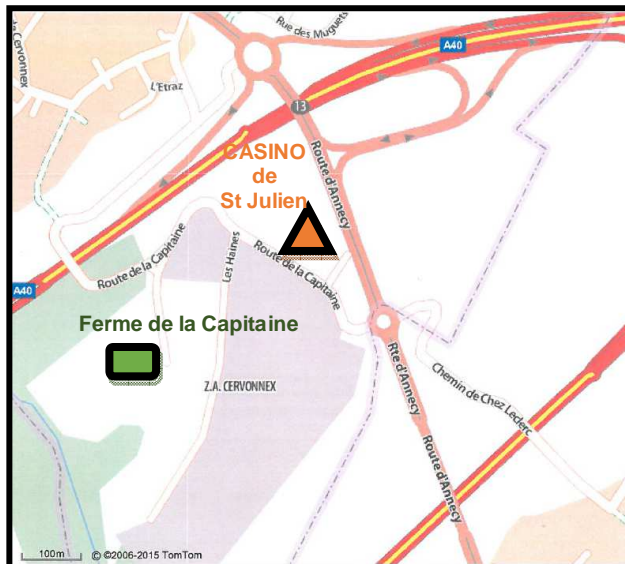 Rue des Muguets
de Cervonnex
A40
L'Etraz
13
Route d'Annecy
CASINO
de
St Julien
Les Haines
Route de la Capitaine
Route de la Capitaine
A40
Ferme de la Capitaine
Rte d'Annecy
Chemin de Chez Leclerc
Z.A. CERVONNEX
Route d'Annecy
100m
© ©2006-2015 TomTom